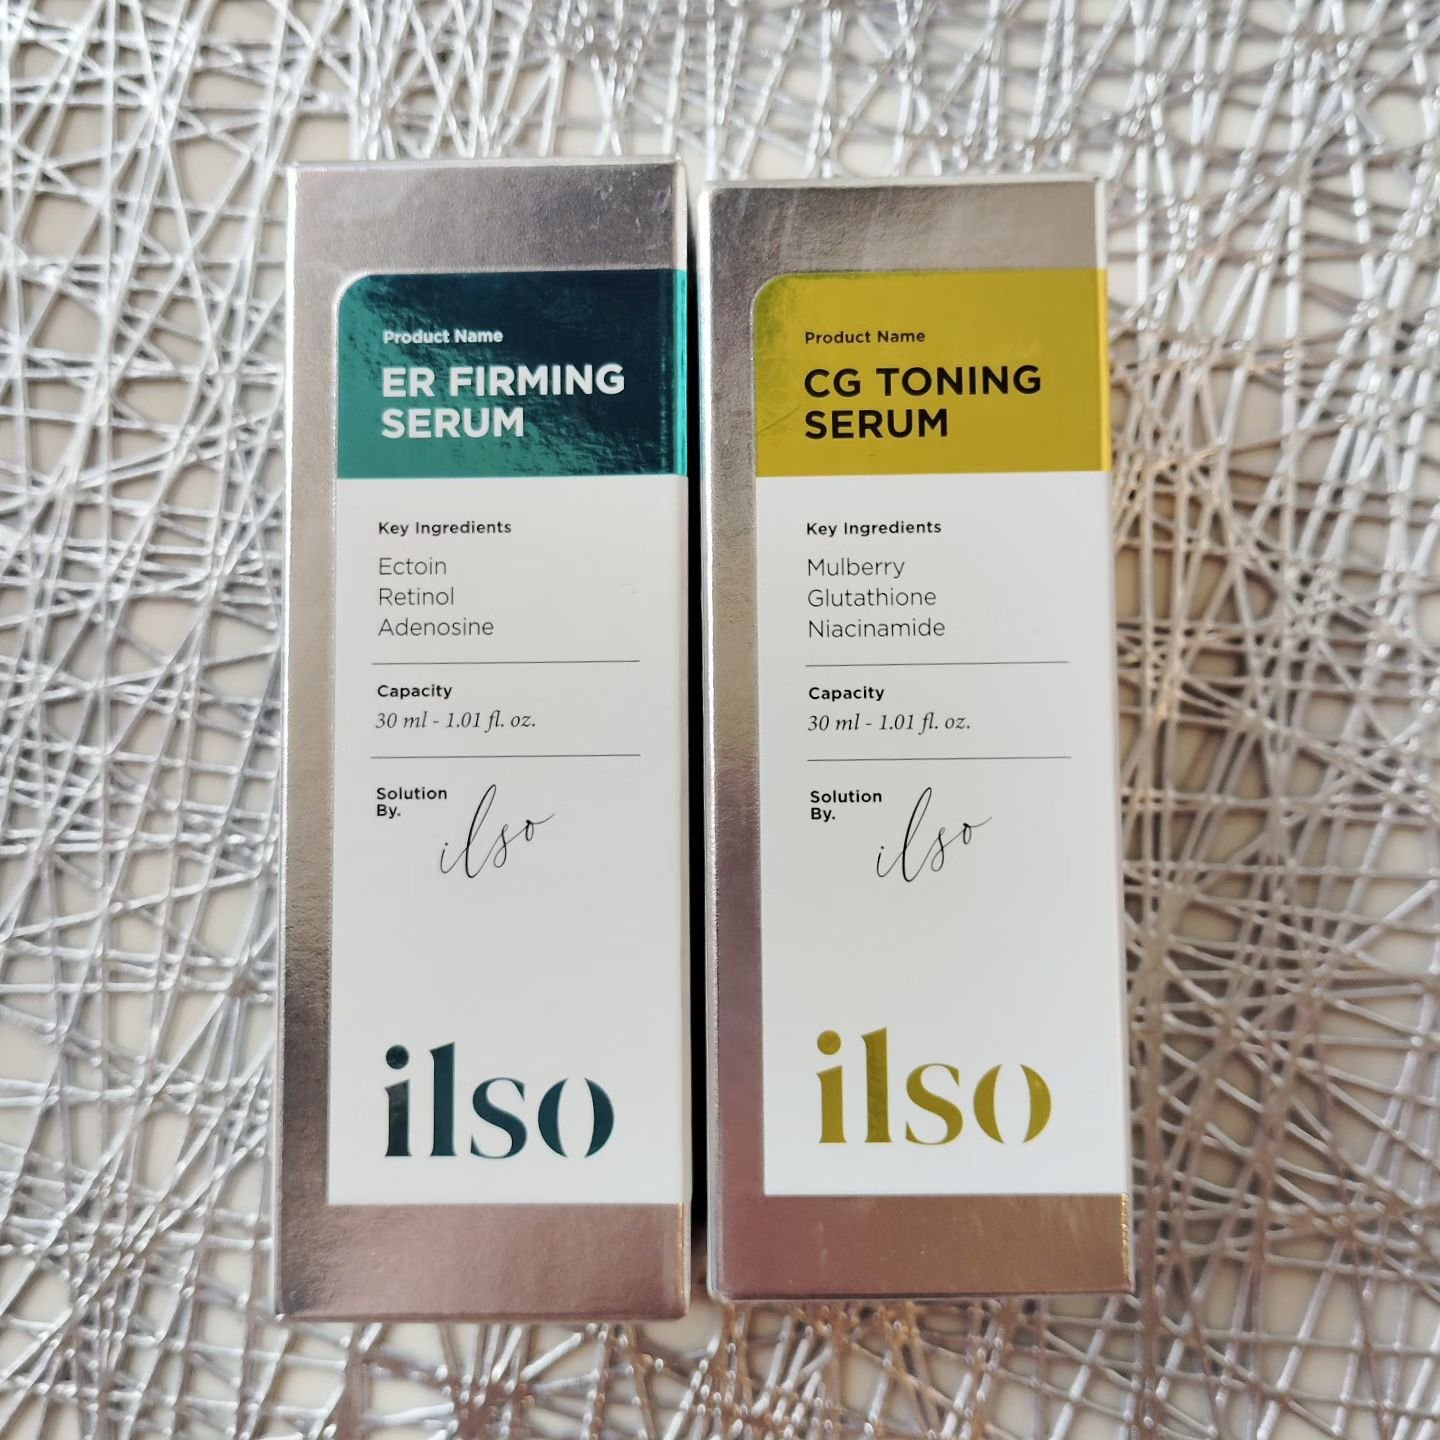 Product Name
ER FIRMING
SERUM
Key Ingredients
Ectoin
Retinol
Adenosine
Capacity
30 ml - 1.01 fl. oz.
Solution
By.
ilso
ilso
Product Name
CG TONING
SERUM
Key Ingredients
Mulberry
Glutathione
Niacinamide
Capacity
30 ml - 1.01 fl. oz.
Solution
By.
ilso
ilso